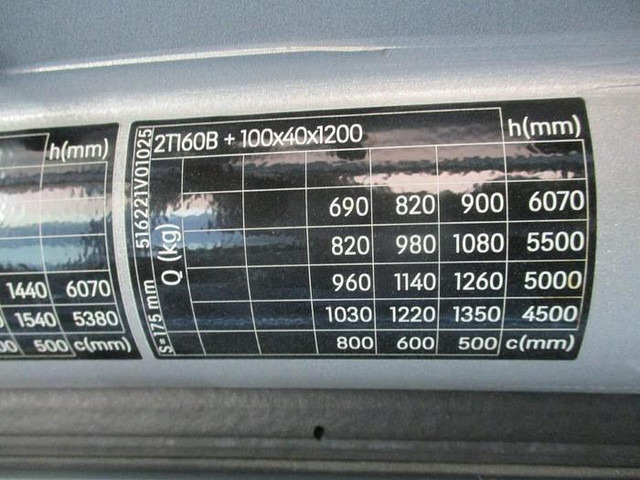 h(mm)
1440 6070
1540 5380
500 c(mm)
516221V01025
S=175 mm
Q (kg)
2T160B + 100x40x1200 h(mm)
690 820 900 6070
820 980 1080 5500
960 1140 1260 5000
1030 1220 1350 4500
800 600 500 c(mm)